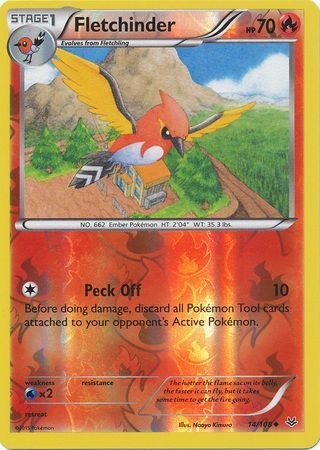 STAGE1 Fletchinder HP70
Evolves from Fletchling
NO. 662 Ember Pokémon HT: 2'04" WT: 35.3 lbs.
Peck Off 10
Before doing damage, discard all Pokémon Tool cards
attached to your opponent's Active Pokémon.
weakness resistance
×2
The hotter the flame sac on its belly,
the faster it can fly, but it takes
some time to get the fire going.
retreat
©2015 Pokémon Illus. Naoyo Kimura 14/108